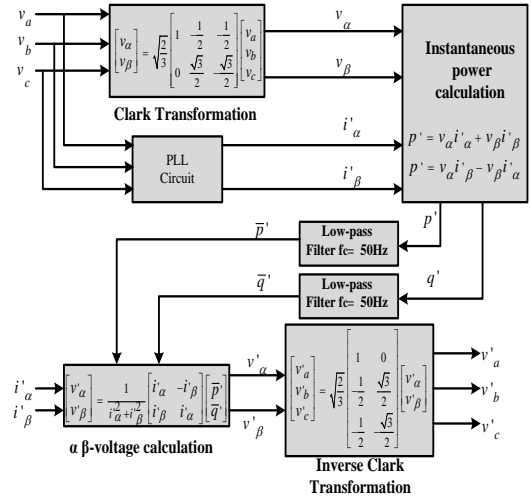 v_a
v_b
v_c
[v_α v_β] = √(2/3) [1 -1/2 -1/2; 0 √3/2 -√3/2] [v_a v_b v_c]
Clark Transformation
v_α
v_β
Instantaneous
power
calculation
p' = v_α i'_α + v_β i'_β
p' = v_α i'_β − v_β i'_α
PLL
Circuit
i'_α
i'_β
p̅'
Low-pass
Filter fc= 50Hz
p'
q̅'
Low-pass
Filter fc= 50Hz
q'
i'_α
i'_β
[v'_α v'_β] = 1/(i'^2_α+i'^2_β) [i'_α -i'_β; i'_β i'_α] [p̅' q̅']
α β-voltage calculation
v'_α
v'_β
[v'_a v'_b v'_c] = √(2/3) [1 0; -1/2 √3/2; -1/2 -√3/2] [v'_α v'_β]
Inverse Clark
Transformation
v'_a
v'_b
v'_c